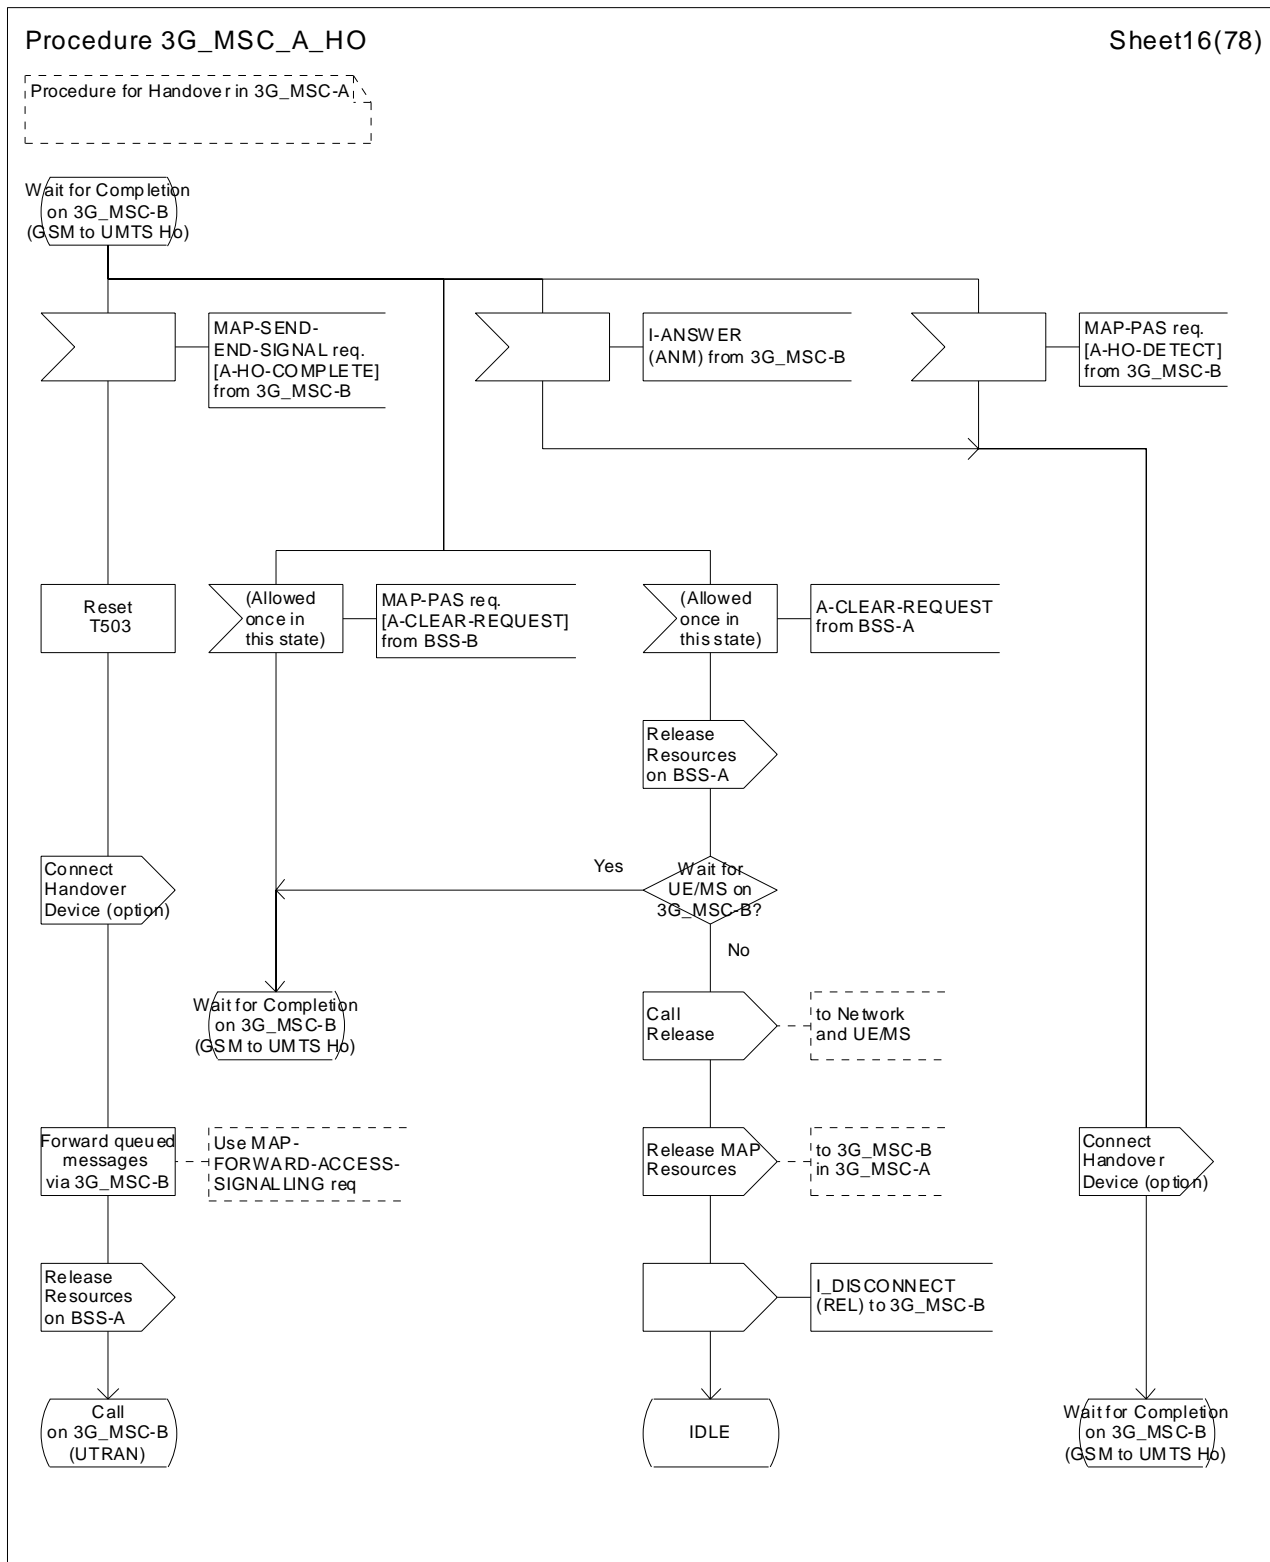 Procedure 3G_MSC_A_HO
Sheet16(78)
Procedure for Handover in 3G_MSC-A
Wait for Completion
on 3G_MSC-B
(GSM to UMTS Ho)
MAP-SEND-
END-SIGNAL req.
[A-HO-COMPLETE]
from 3G_MSC-B
I-ANSWER
(ANM) from 3G_MSC-B
MAP-PAS req.
[A-HO-DETECT]
from 3G_MSC-B
Reset
T503
(Allowed
once in
this state)
MAP-PAS req.
[A-CLEAR-REQUEST]
from BSS-B
(Allowed
once in
this state)
A-CLEAR-REQUEST
from BSS-A
Release
Resources
on BSS-A
Connect
Handover
Device (option)
Yes
Wait for
UE/MS on
3G_MSC-B?
No
Wait for Completion
on 3G_MSC-B
(GSM to UMTS Ho)
Call
Release
to Network
and UE/MS
Forward queued
messages
via 3G_MSC-B
Use MAP-
FORWARD-ACCESS-
SIGNALLING req
Release MAP
Resources
to 3G_MSC-B
in 3G_MSC-A
Connect
Handover
Device (option)
Release
Resources
on BSS-A
I_DISCONNECT
(REL) to 3G_MSC-B
Call
on 3G_MSC-B
(UTRAN)
IDLE
Wait for Completion
on 3G_MSC-B
(GSM to UMTS Ho)